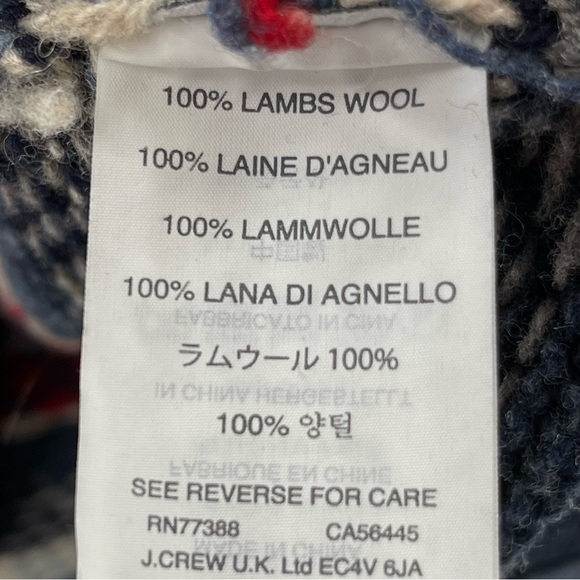 100% LAMBS WOOL
100% LAINE D'AGNEAU
100% LAMMWOLLE
100% LANA DI AGNELLO
ラムウール 100%
100% 양털
SEE REVERSE FOR CARE
RN77388 CA56445
J.CREW U.K. Ltd EC4V 6JA